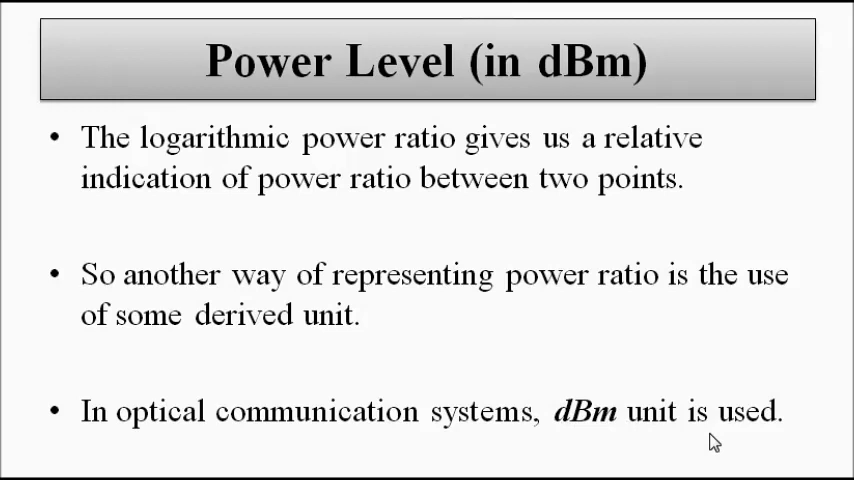 Power Level (in dBm)
• The logarithmic power ratio gives us a relative
indication of power ratio between two points.
• So another way of representing power ratio is the use
of some derived unit.
• In optical communication systems, dBm unit is used.